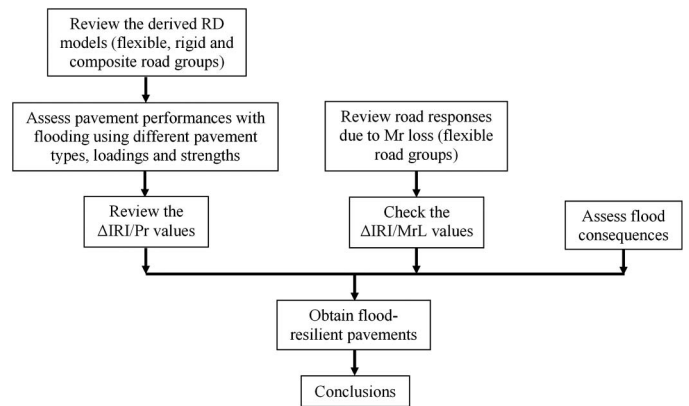 Review the derived RD
models (flexible, rigid and
composite road groups)
Assess pavement performances with
flooding using different pavement
types, loadings and strengths
Review road responses
due to Mr loss (flexible
road groups)
Review the
ΔIRI/Pr values
Check the
ΔIRI/MrL values
Assess flood
consequences
Obtain flood-
resilient pavements
Conclusions